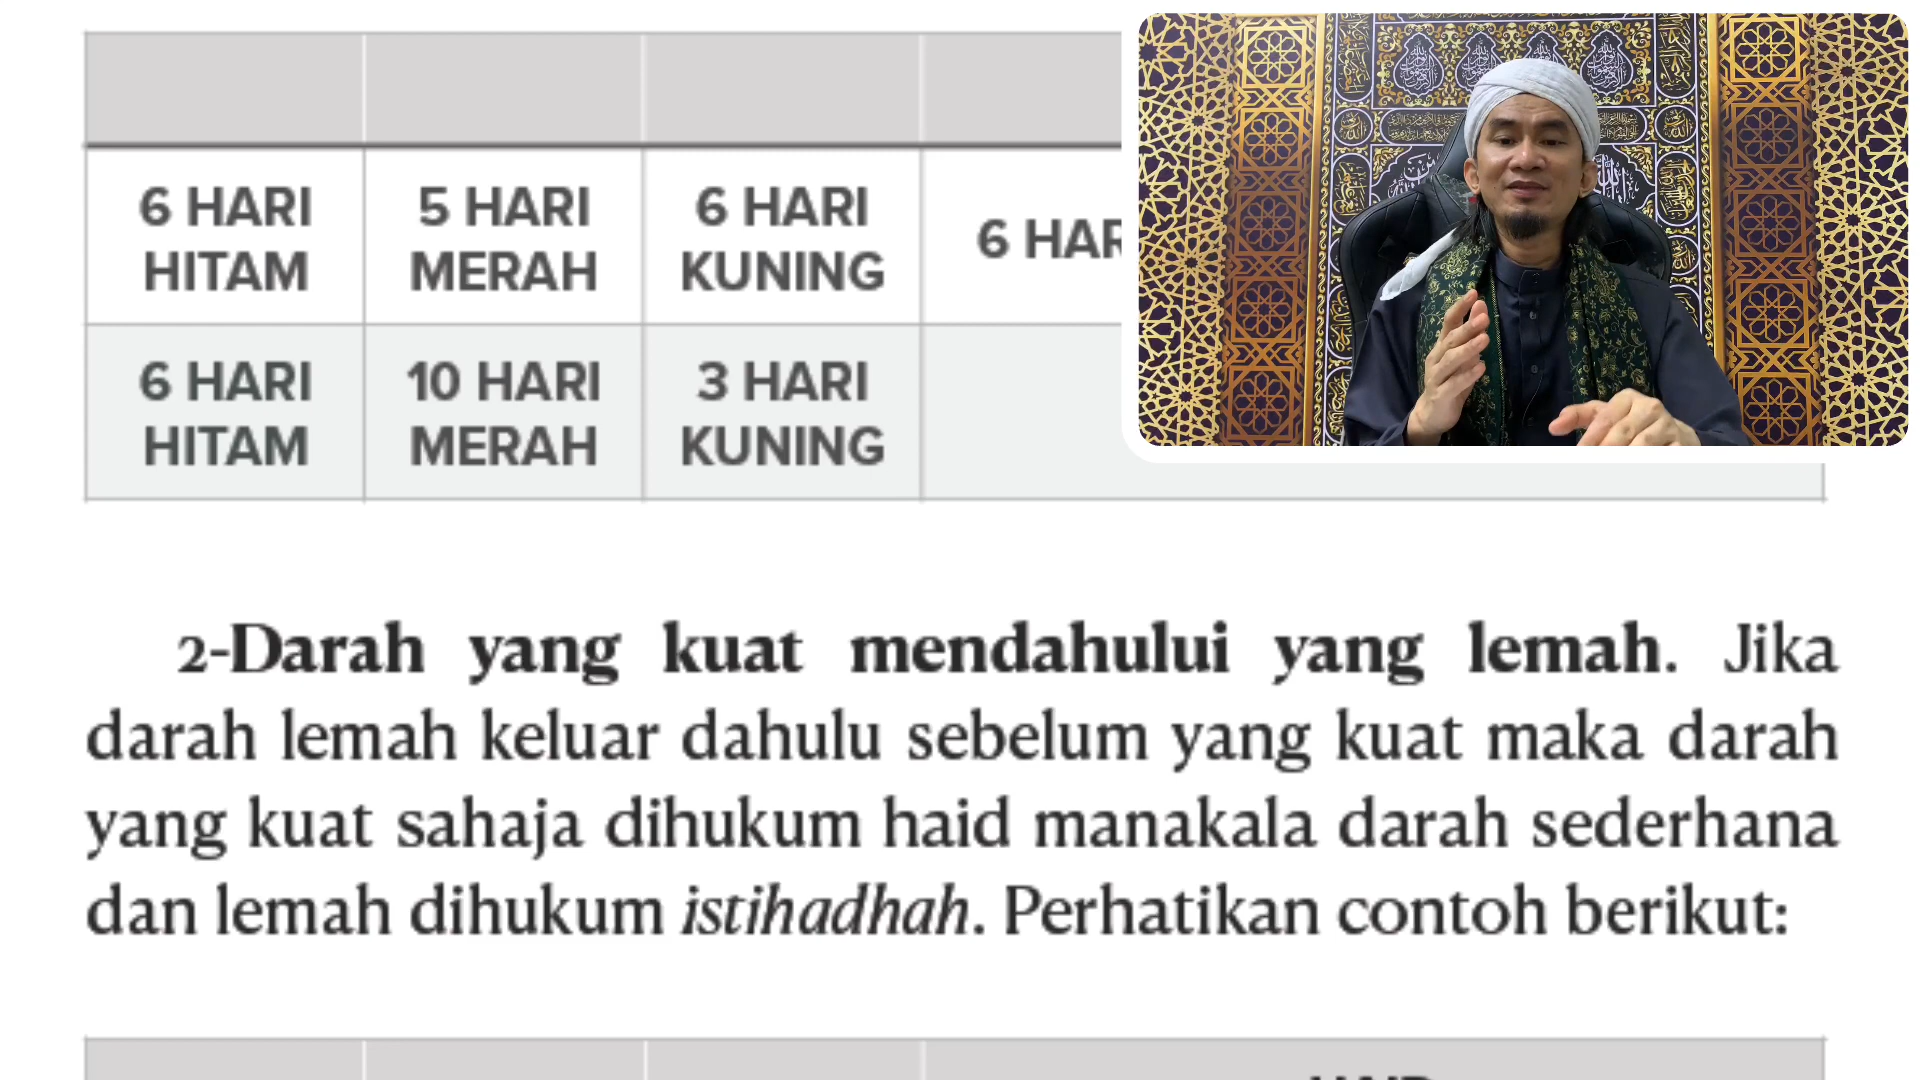 6 HARI HITAM
5 HARI MERAH
6 HARI KUNING
6 HAR
6 HARI HITAM
10 HARI MERAH
3 HARI KUNING
2-Darah yang kuat mendahului yang lemah. Jika
darah lemah keluar dahulu sebelum yang kuat maka darah
yang kuat sahaja dihukum haid manakala darah sederhana
dan lemah dihukum istihadhah. Perhatikan contoh berikut: